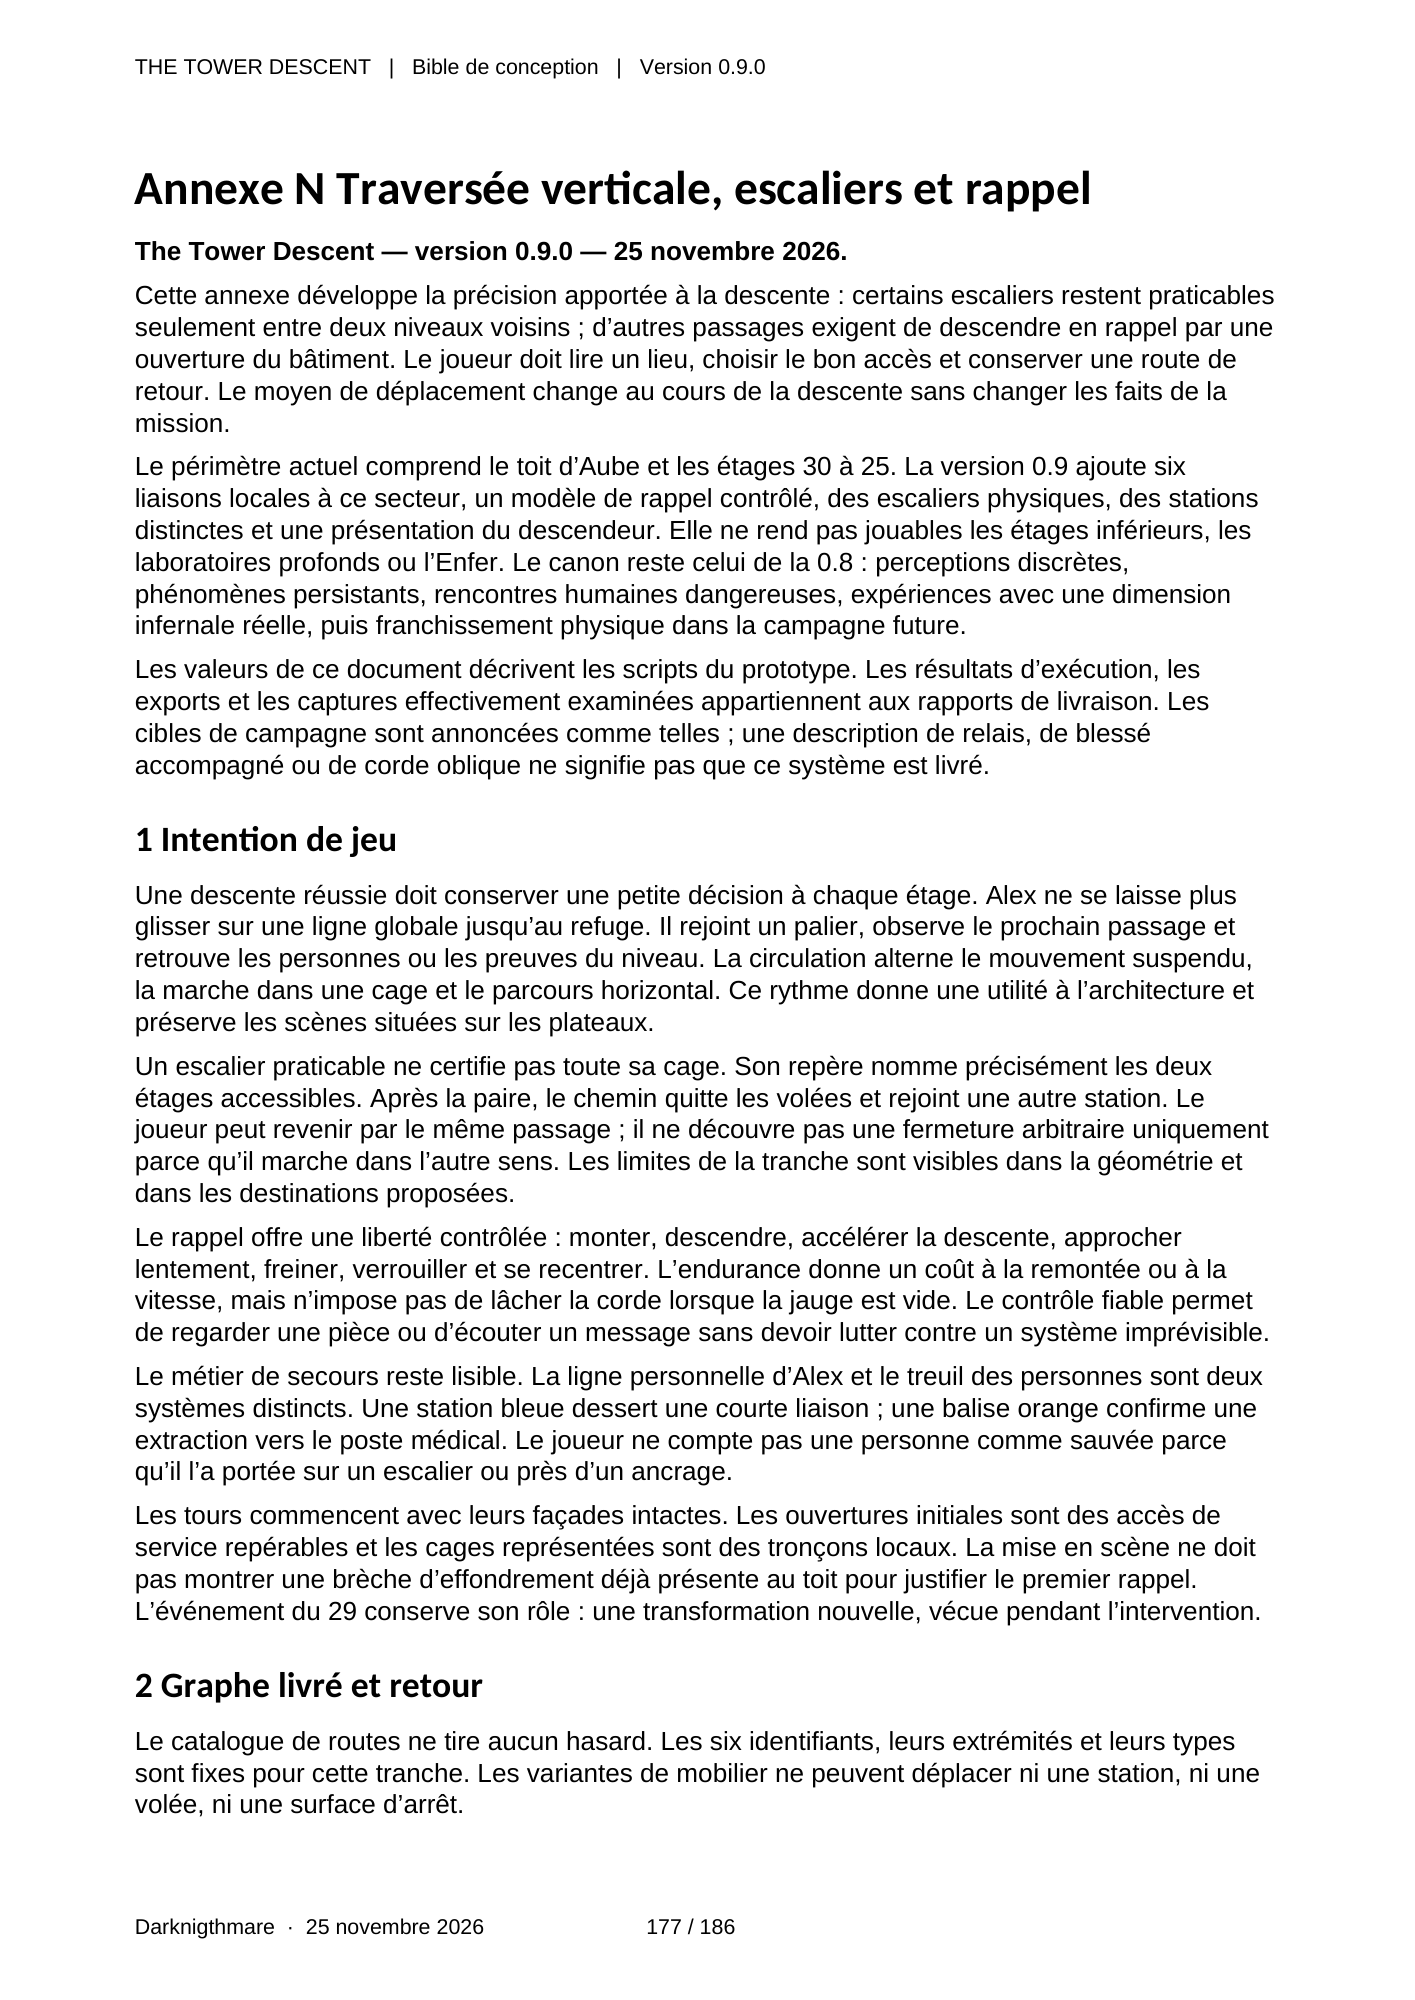 THE TOWER DESCENT | Bible de conception | Version 0.9.0
Annexe N Traversée verticale, escaliers et rappel
The Tower Descent — version 0.9.0 — 25 novembre 2026.
Cette annexe développe la précision apportée à la descente : certains escaliers restent praticables
seulement entre deux niveaux voisins ; d’autres passages exigent de descendre en rappel par une
ouverture du bâtiment. Le joueur doit lire un lieu, choisir le bon accès et conserver une route de
retour. Le moyen de déplacement change au cours de la descente sans changer les faits de la
mission.
Le périmètre actuel comprend le toit d’Aube et les étages 30 à 25. La version 0.9 ajoute six
liaisons locales à ce secteur, un modèle de rappel contrôlé, des escaliers physiques, des stations
distinctes et une présentation du descendeur. Elle ne rend pas jouables les étages inférieurs, les
laboratoires profonds ou l’Enfer. Le canon reste celui de la 0.8 : perceptions discrètes,
phénomènes persistants, rencontres humaines dangereuses, expériences avec une dimension
infernale réelle, puis franchissement physique dans la campagne future.
Les valeurs de ce document décrivent les scripts du prototype. Les résultats d’exécution, les
exports et les captures effectivement examinées appartiennent aux rapports de livraison. Les
cibles de campagne sont annoncées comme telles ; une description de relais, de blessé
accompagné ou de corde oblique ne signifie pas que ce système est livré.
1 Intention de jeu
Une descente réussie doit conserver une petite décision à chaque étage. Alex ne se laisse plus
glisser sur une ligne globale jusqu’au refuge. Il rejoint un palier, observe le prochain passage et
retrouve les personnes ou les preuves du niveau. La circulation alterne le mouvement suspendu,
la marche dans une cage et le parcours horizontal. Ce rythme donne une utilité à l’architecture et
préserve les scènes situées sur les plateaux.
Un escalier praticable ne certifie pas toute sa cage. Son repère nomme précisément les deux
étages accessibles. Après la paire, le chemin quitte les volées et rejoint une autre station. Le
joueur peut revenir par le même passage ; il ne découvre pas une fermeture arbitraire uniquement
parce qu’il marche dans l’autre sens. Les limites de la tranche sont visibles dans la géométrie et
dans les destinations proposées.
Le rappel offre une liberté contrôlée : monter, descendre, accélérer la descente, approcher
lentement, freiner, verrouiller et se recentrer. L’endurance donne un coût à la remontée ou à la
vitesse, mais n’impose pas de lâcher la corde lorsque la jauge est vide. Le contrôle fiable permet
de regarder une pièce ou d’écouter un message sans devoir lutter contre un système imprévisible.
Le métier de secours reste lisible. La ligne personnelle d’Alex et le treuil des personnes sont deux
systèmes distincts. Une station bleue dessert une courte liaison ; une balise orange confirme une
extraction vers le poste médical. Le joueur ne compte pas une personne comme sauvée parce
qu’il l’a portée sur un escalier ou près d’un ancrage.
Les tours commencent avec leurs façades intactes. Les ouvertures initiales sont des accès de
service repérables et les cages représentées sont des tronçons locaux. La mise en scène ne doit
pas montrer une brèche d’effondrement déjà présente au toit pour justifier le premier rappel.
L’événement du 29 conserve son rôle : une transformation nouvelle, vécue pendant l’intervention.
2 Graphe livré et retour
Le catalogue de routes ne tire aucun hasard. Les six identifiants, leurs extrémités et leurs types
sont fixes pour cette tranche. Les variantes de mobilier ne peuvent déplacer ni une station, ni une
volée, ni une surface d’arrêt.
Darknigthmare · 25 novembre 2026 177 / 186